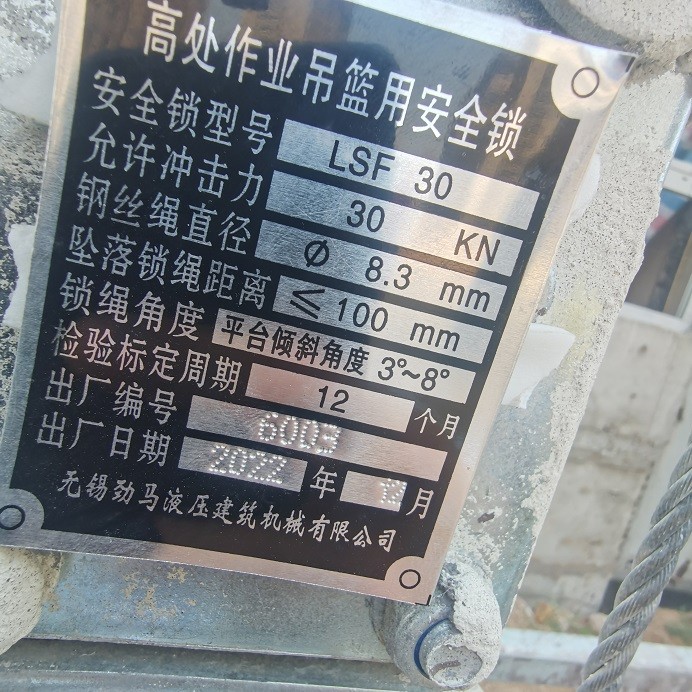 高处作业吊篮用安全锁
安全锁型号 LSF 30
允许冲击力 30 KN
钢丝绳直径 Ø 8.3 mm
坠落锁绳距离 ≤100 mm
锁绳角度 平台倾斜角度 3°~8°
检验标定周期 12 个月
出厂编号 6003
出厂日期 2022 年 月
无锡劲马液压建筑机械有限公司